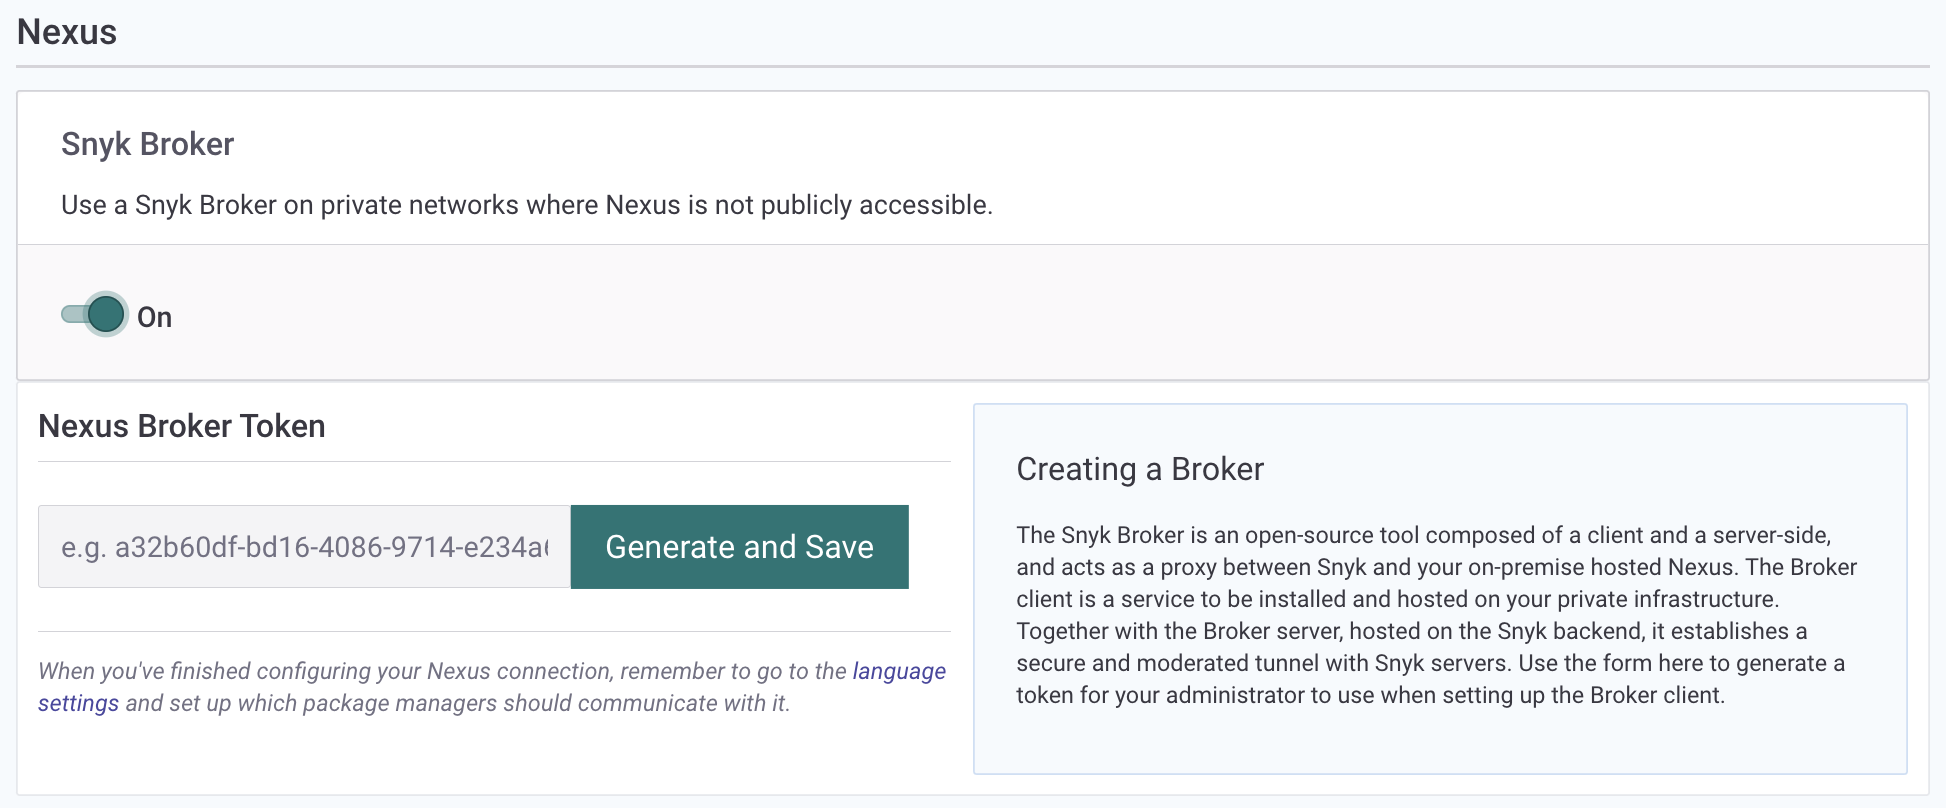 Nexus
Snyk Broker
Use a Snyk Broker on private networks where Nexus is not publicly accessible.
On
Nexus Broker Token
e.g. a32b60df-bd16-4086-9714-e234a
Generate and Save
When you've finished configuring your Nexus connection, remember to go to the language
settings and set up which package managers should communicate with it.
Creating a Broker
The Snyk Broker is an open-source tool composed of a client and a server-side,
and acts as a proxy between Snyk and your on-premise hosted Nexus. The Broker
client is a service to be installed and hosted on your private infrastructure.
Together with the Broker server, hosted on the Snyk backend, it establishes a
secure and moderated tunnel with Snyk servers. Use the form here to generate a
token for your administrator to use when setting up the Broker client.